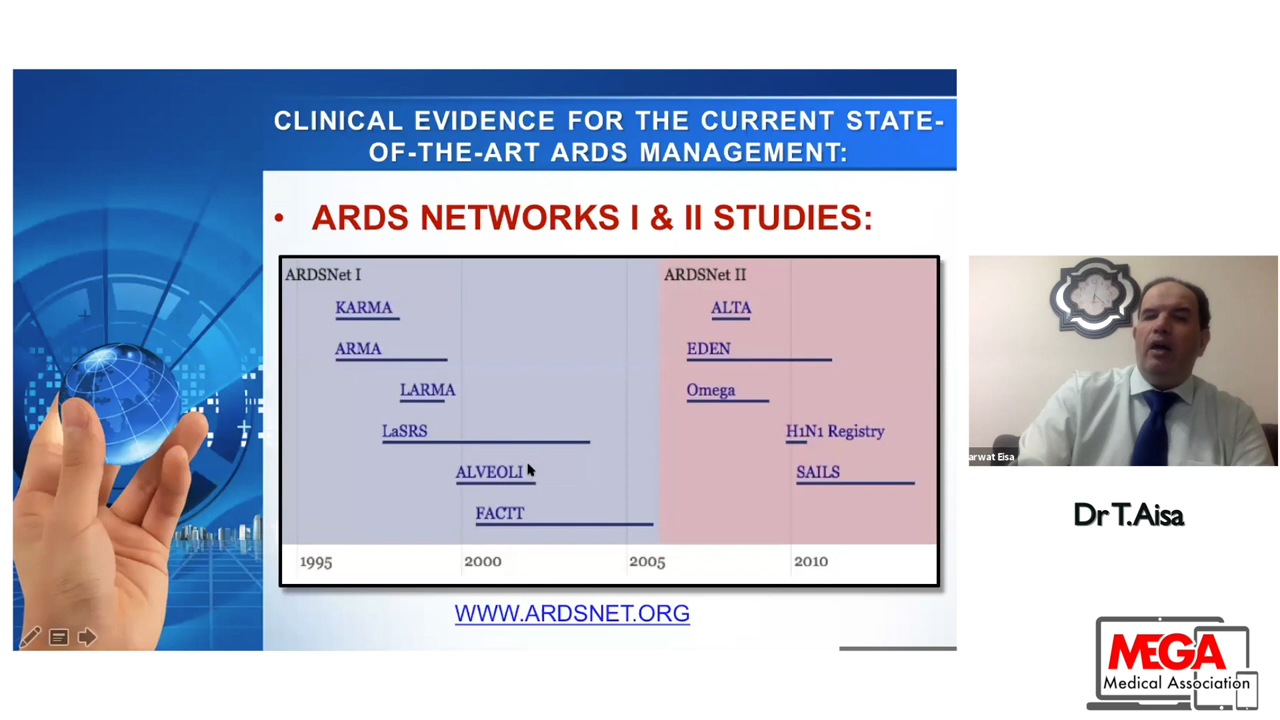 CLINICAL EVIDENCE FOR THE CURRENT STATE-
OF-THE-ART ARDS MANAGEMENT:
• ARDS NETWORKS I & II STUDIES:
ARDSNet I
ARDSNet II
KARMA
ALTA
ARMA
EDEN
LARMA
Omega
LaSRS
H1N1 Registry
ALVEOLI
SAILS
FACTT
1995
2000
2005
2010
WWW.ARDSNET.ORG
arwat Eisa
Dr T.Aisa
MEGA
Medical Association